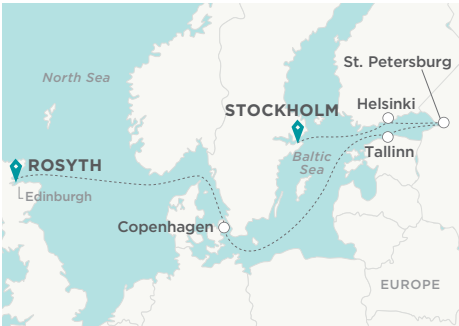 North Sea
St. Petersburg
Helsinki
STOCKHOLM
Tallinn
Baltic
Sea
ROSYTH
Edinburgh
Copenhagen
EUROPE